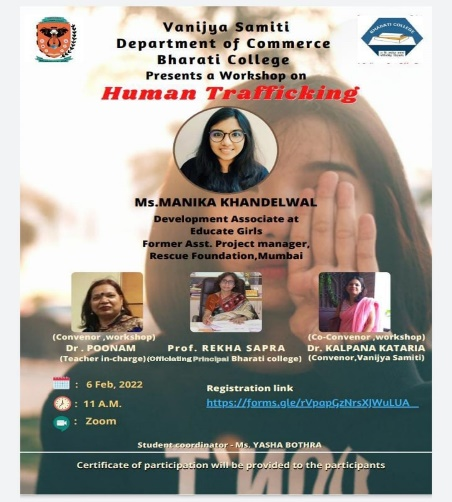 Vanijya Samiti
Department of Commerce
Bharati College
Presents a Workshop on
Human Trafficking
BHARATI COLLEGE
Ms.MANIKA KHANDELWAL
Development Associate at
Educate Girls
Former Asst. Project manager,
Rescue Foundation,Mumbai
(Convenor ,workshop)
Dr . POONAM
(Teacher in-charge)
Prof. REKHA SAPRA
(Officiating Principal Bharati college)
(Co-Convenor ,workshop)
Dr. KALPANA KATARIA
(Convenor,Vanijya Samiti)
: 6 Feb, 2022
: 11 A.M.
: Zoom
Registration link
https://forms.gle/rVpqpGzNrsXJWuLUA
Student coordinator - Ms. YASHA BOTHRA
Certificate of participation will be provided to the participants